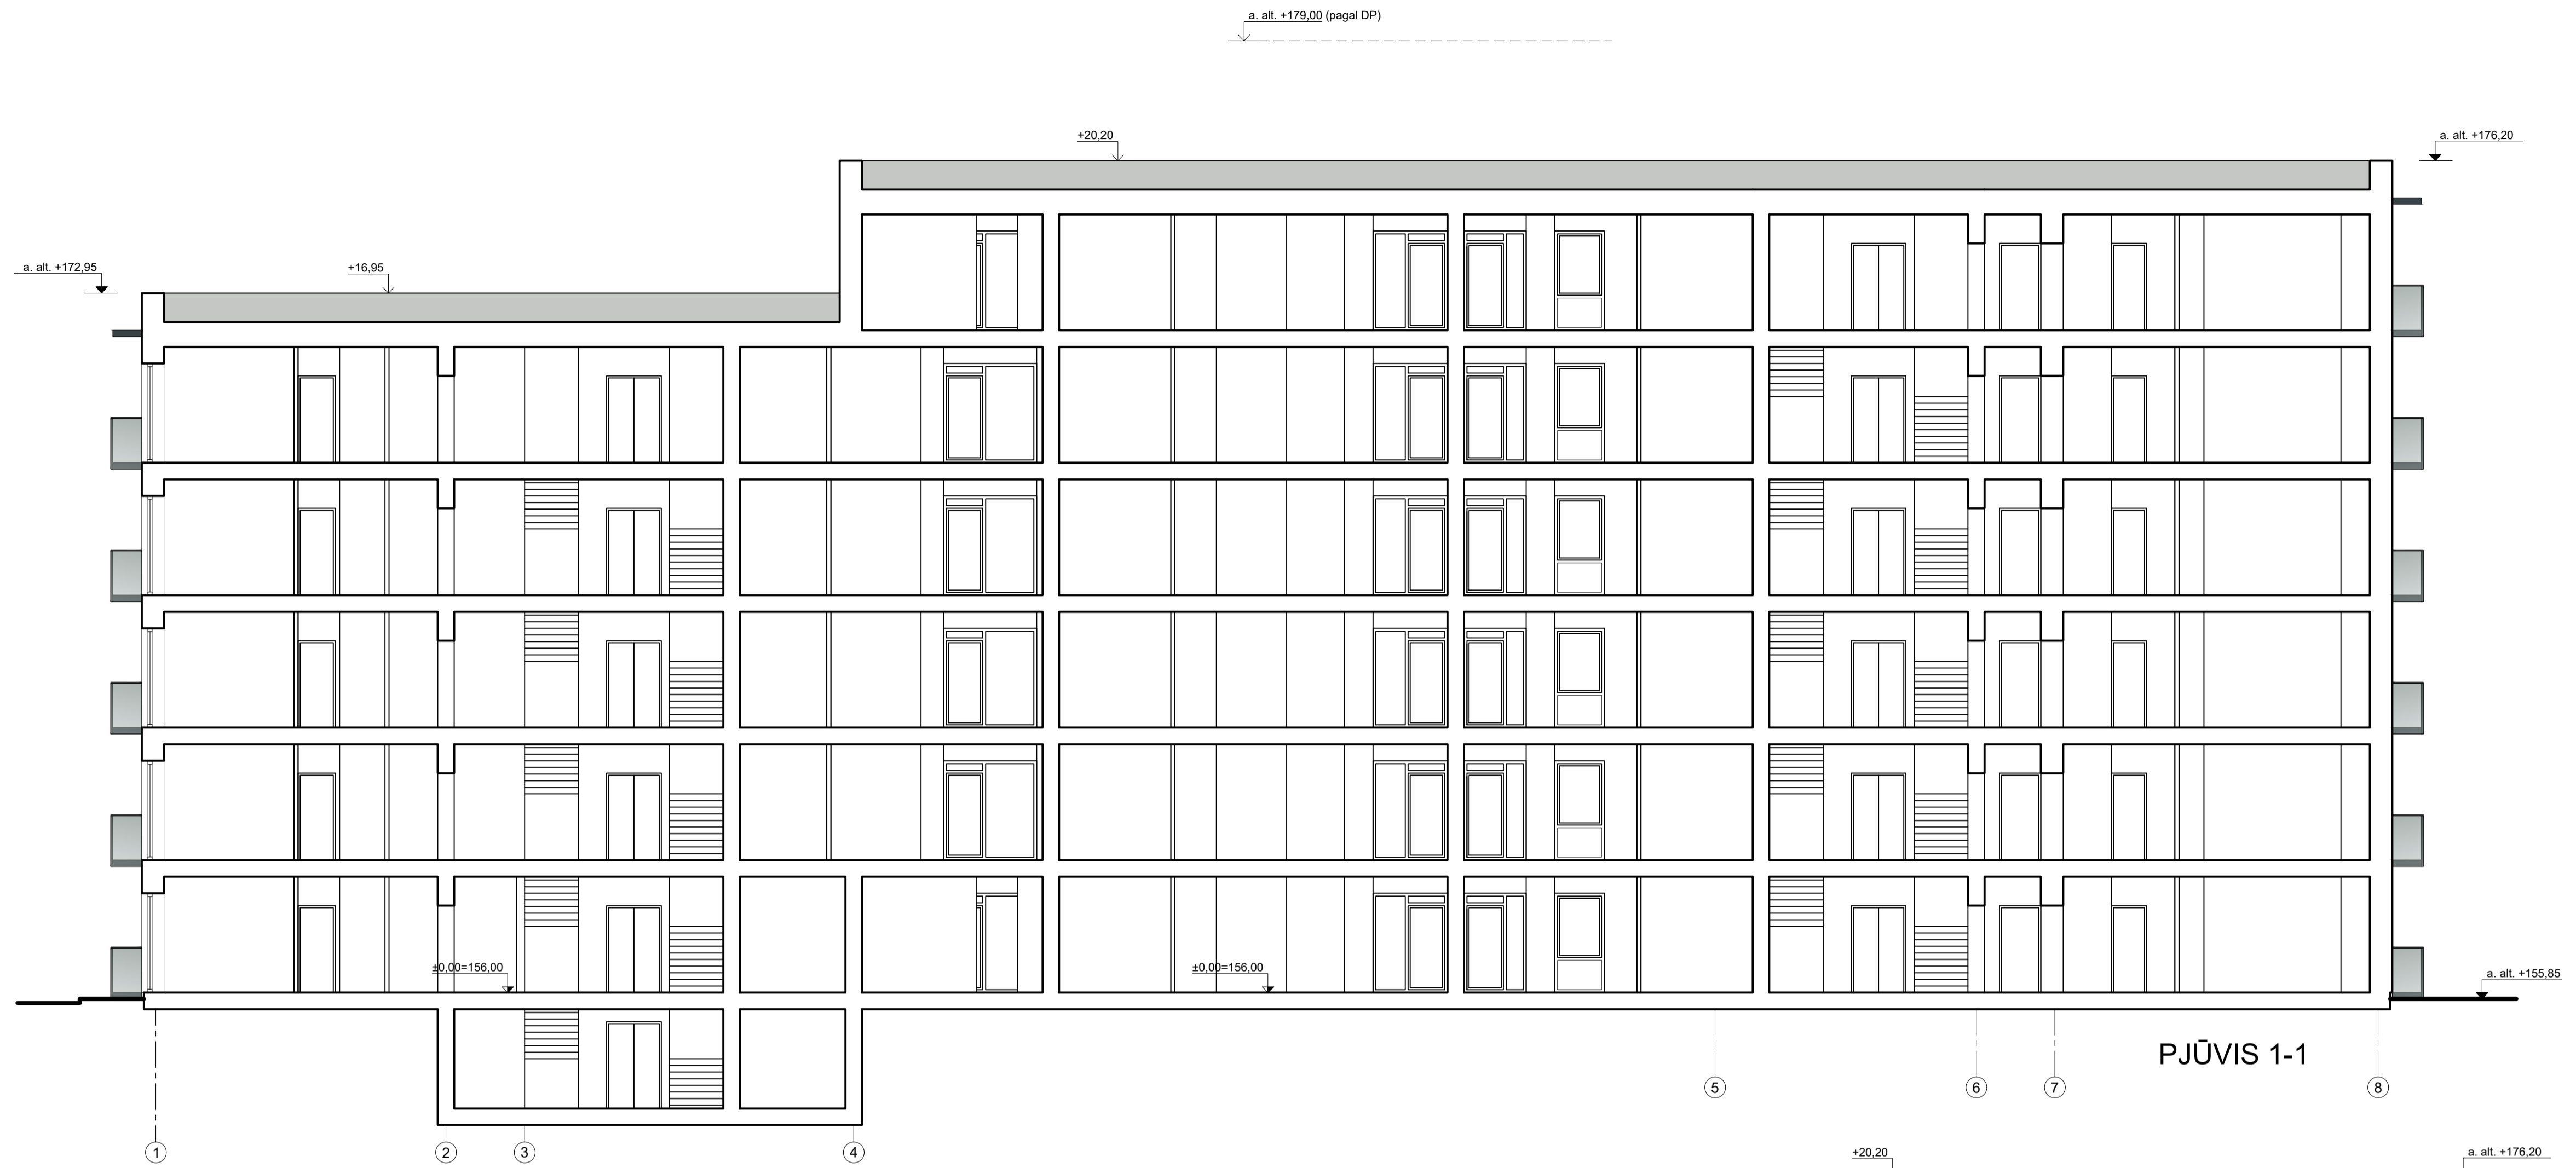 a. alt. +179,00 (pagal DP)
+20,20
a. alt. +176,20
a. alt. +172,95
+16,95
±0,00=156,00
±0,00=156,00
a. alt. +155,85
PJŪVIS 1-1
5
6
7
8
1
2
3
4
+20,20
a. alt. +176,20